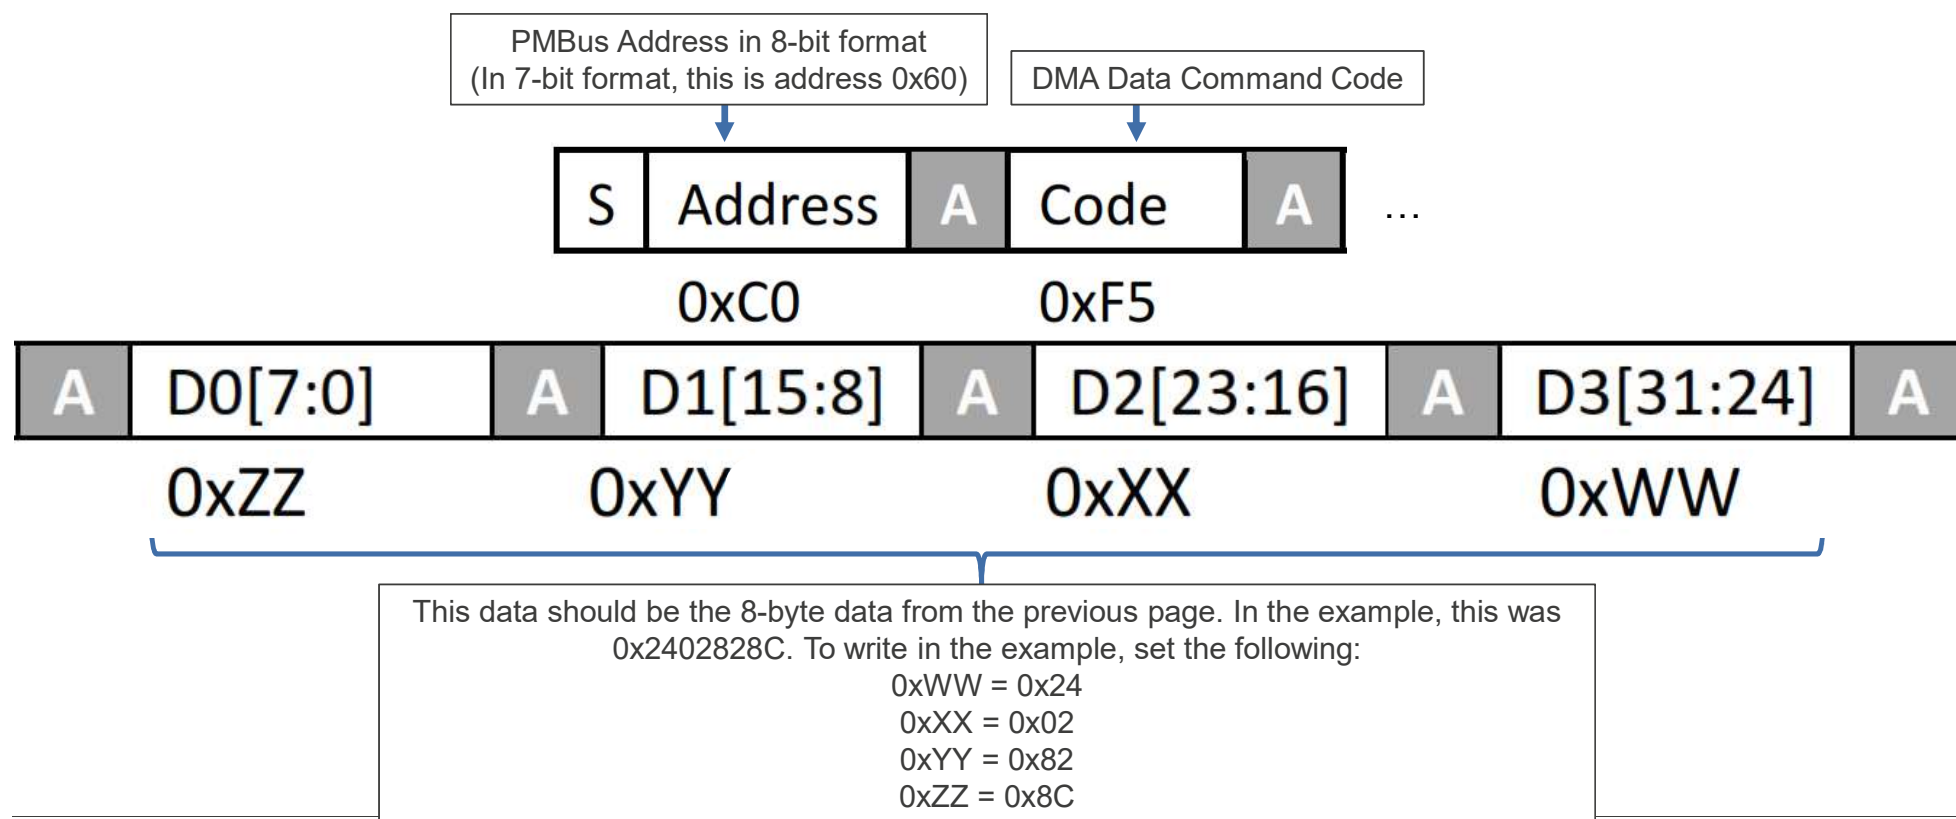 PMBus Address in 8-bit format
(In 7-bit format, this is address 0x60)
DMA Data Command Code
S Address A Code A ...
0xC0 0xF5
A D0[7:0] A D1[15:8] A D2[23:16] A D3[31:24] A
0xZZ 0xYY 0xXX 0xWW
This data should be the 8-byte data from the previous page. In the example, this was
0x2402828C. To write in the example, set the following:
0xWW = 0x24
0xXX = 0x02
0xYY = 0x82
0xZZ = 0x8C